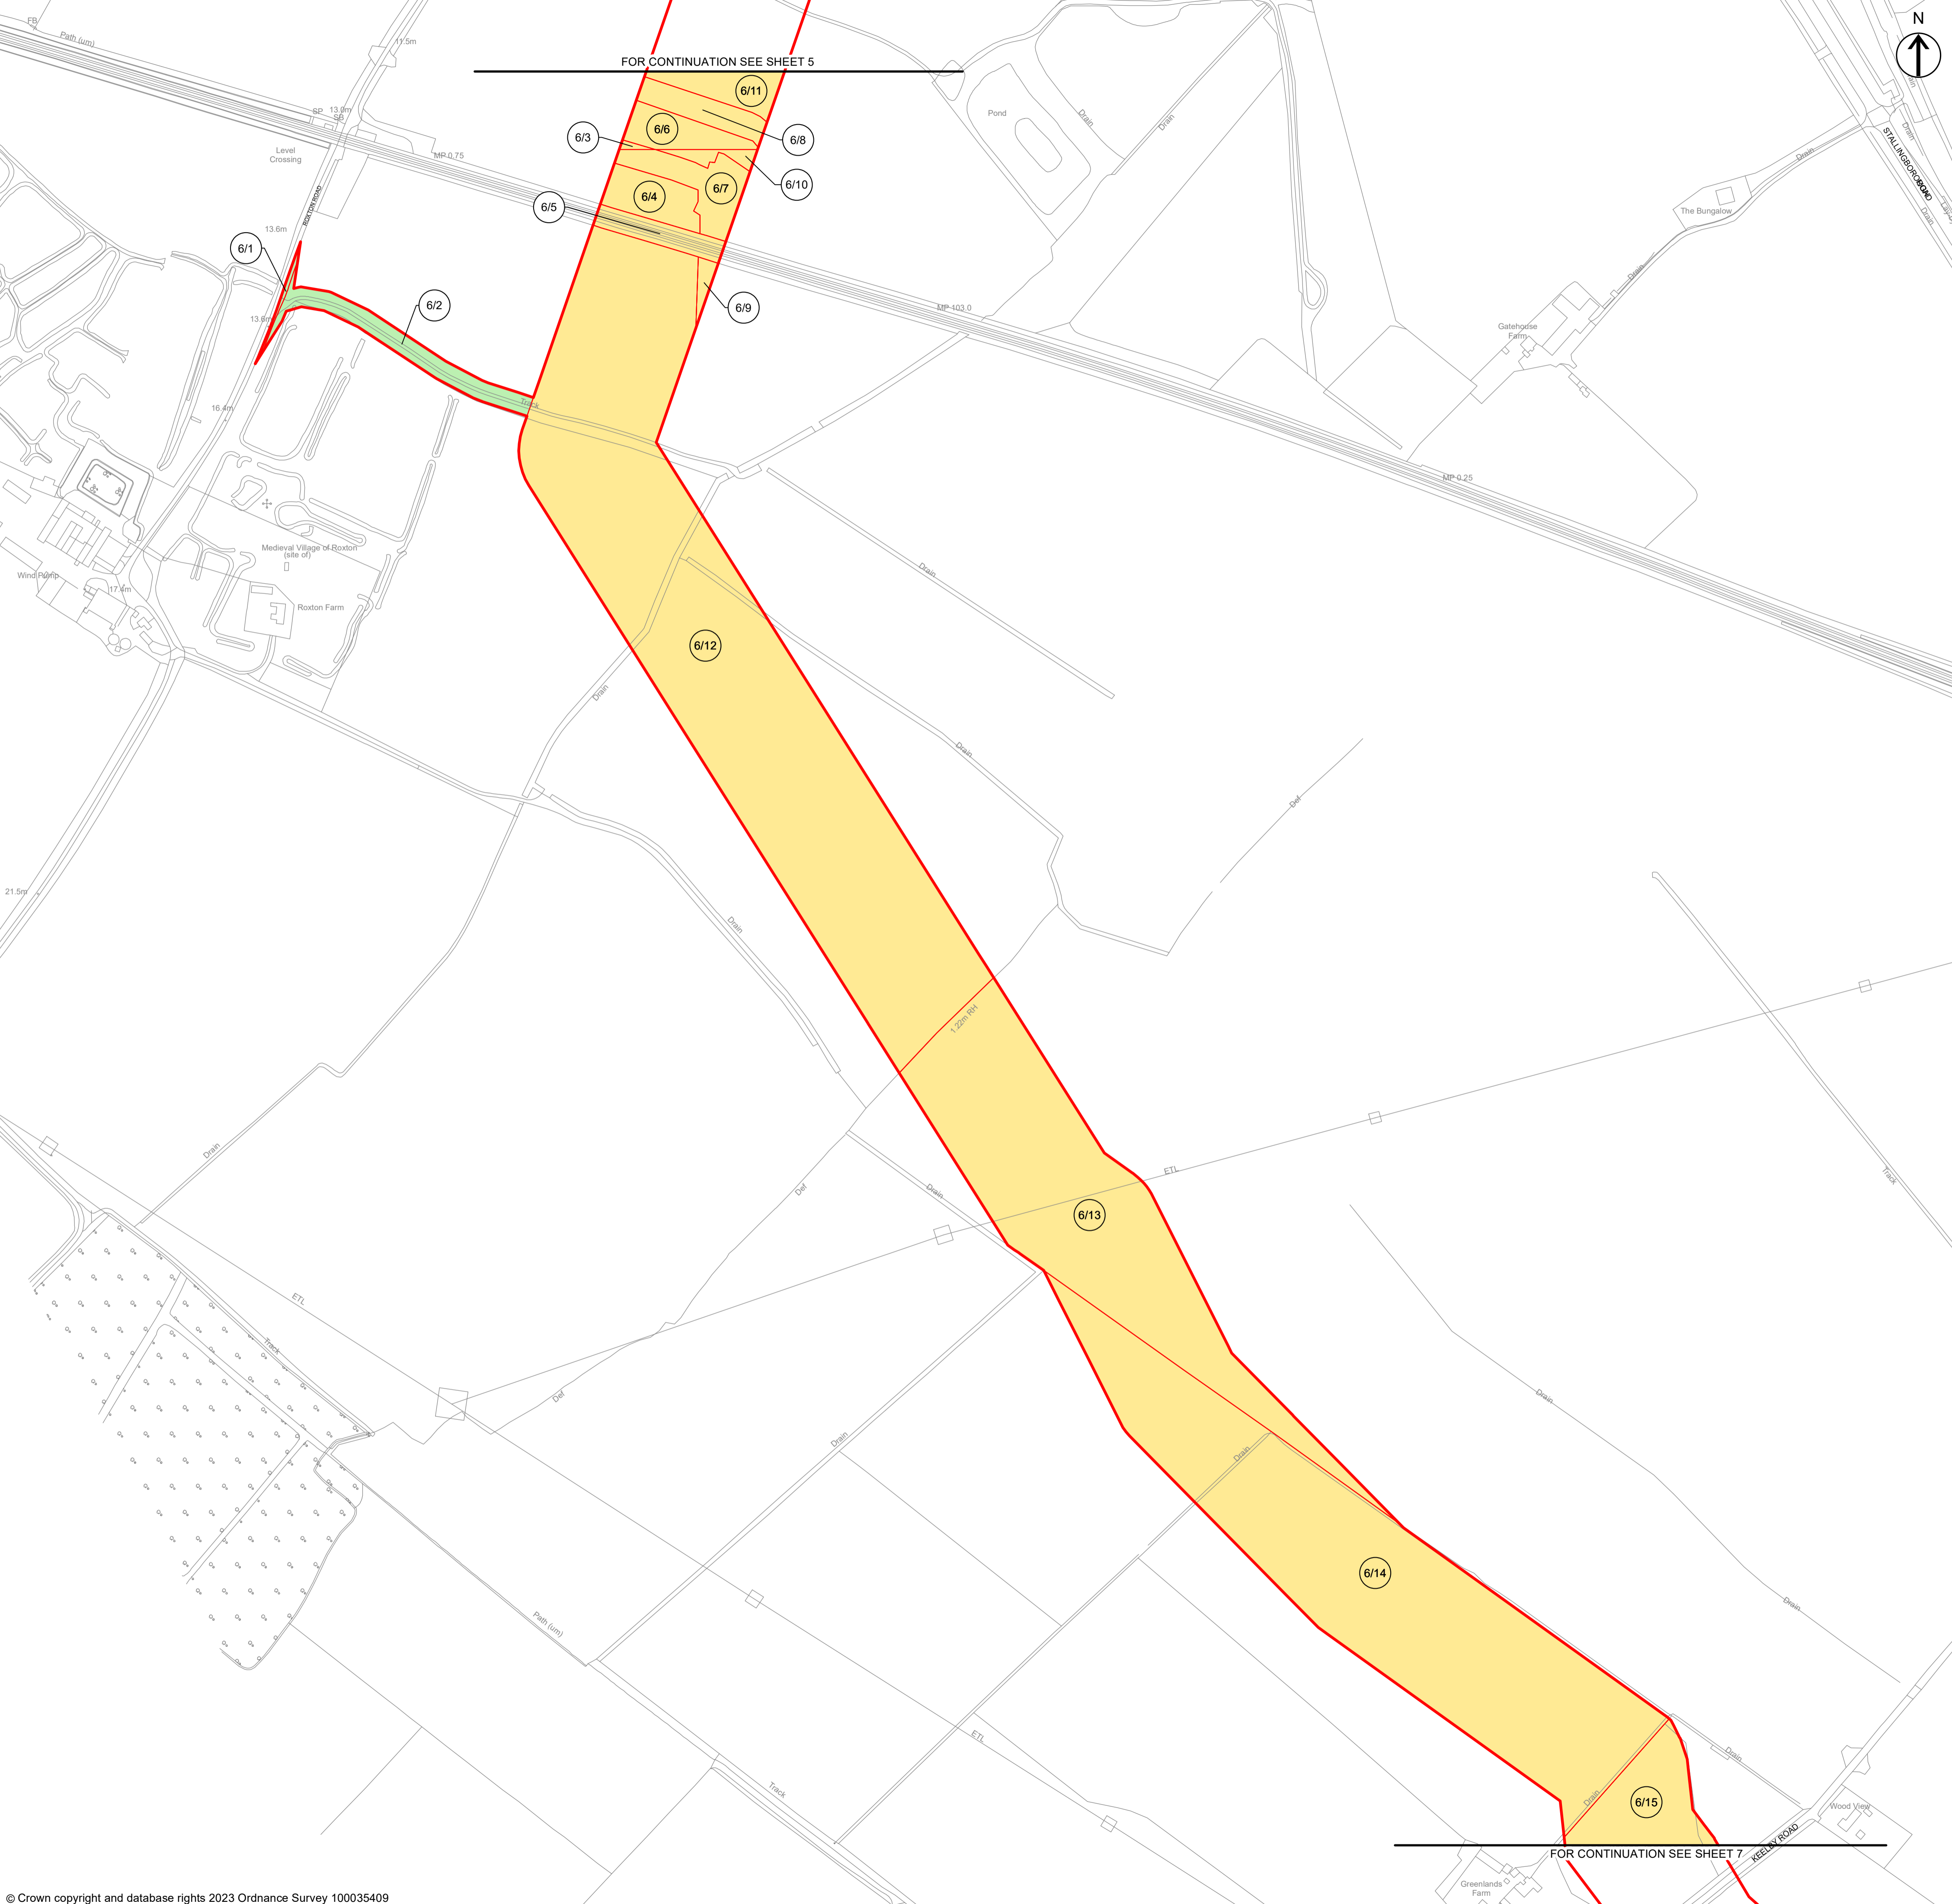 N
FB
Path (um)
11.5m
FOR CONTINUATION SEE SHEET 5
6/11
SP
13.0m
SB
Pond
Drain
Drain
Drain
Drain
STALLINGBOROUGH
ROAD
6/6
6/3
6/8
Level
Crossing
MP 0.75
Drain
6/10
6/7
6/4
ROXTON ROAD
6/5
The Bungalow
Drain
13.6m
6/1
Drain
6/2
6/9
MP 103.0
13.6m
Gatehouse
Farm
16.4m
Track
MP 0.25
Medieval Village of Roxton
(site of)
Wind Pump
17.4m
Roxton Farm
Drain
6/12
Drain
Drain
Def
21.5m
Drain
1.22m RH
Drain
ETL
Track
Def
Drain
6/13
ETL
Track
Def
Drain
Drain
Drain
6/14
Path (um)
Drain
ETL
Drain
Track
Drain
6/15
Wood View
KEELBY ROAD
FOR CONTINUATION SEE SHEET 7
Greenlands
Farm
© Crown copyright and database rights 2023 Ordnance Survey 100035409